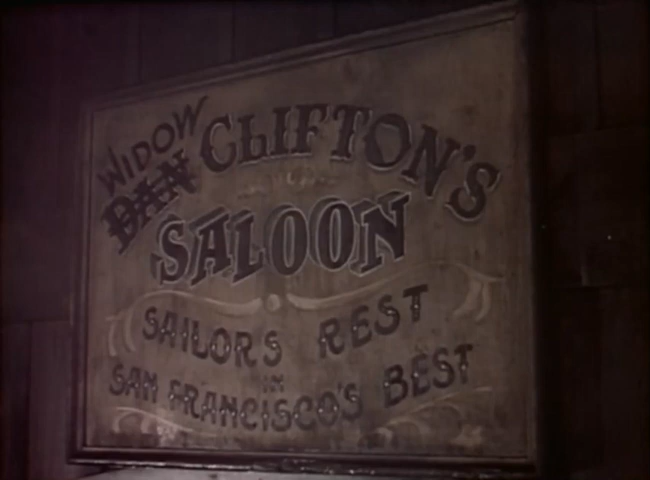 WIDOW
DAN CLIFTON'S
SALOON
SAILORS REST
IN
SAN FRANCISCO'S BEST